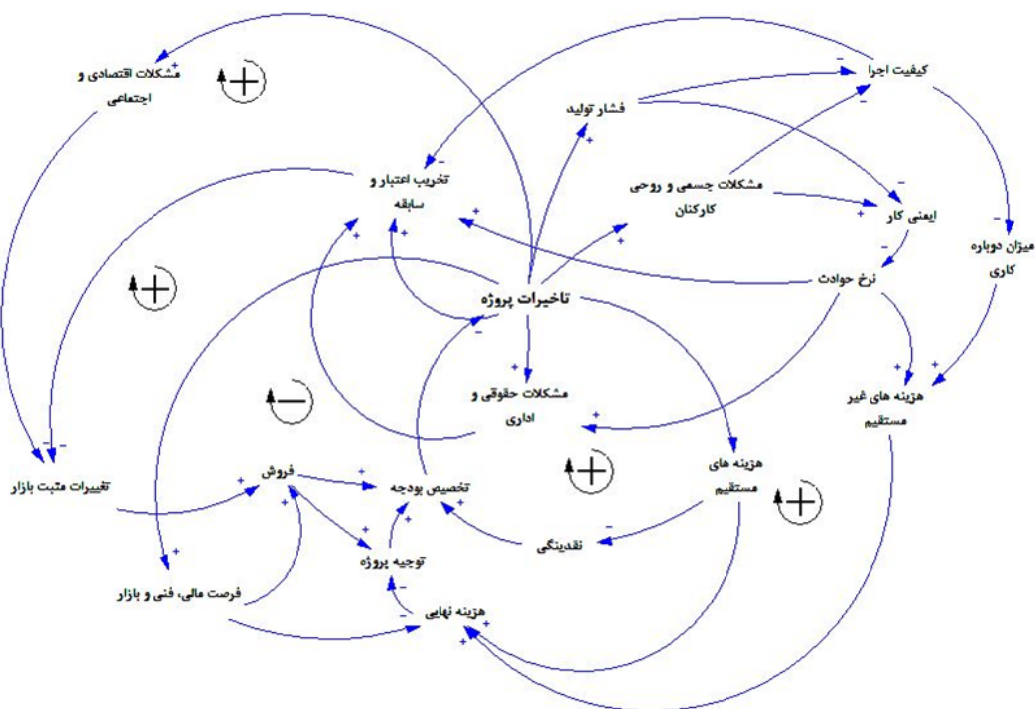 مشکلات اقتصادی و
اجتماعی
کیفیت اجرا
فشار تولید
تخریب اعتبار و
سابقه
مشکلات جسمی و روحی
کارکنان
ایمنی کار
میزان دوباره
کاری
نرخ حوادث
تاخیرات پروژه
مشکلات حقوقی و
اداری
هزینه های غیر
مستقیم
هزینه های
مستقیم
تغییرات مثبت بازار
فروش
تخصیص بودجه
نقدینگی
توجیه پروژه
فرصت مالی، فنی و بازار
هزینه نهایی